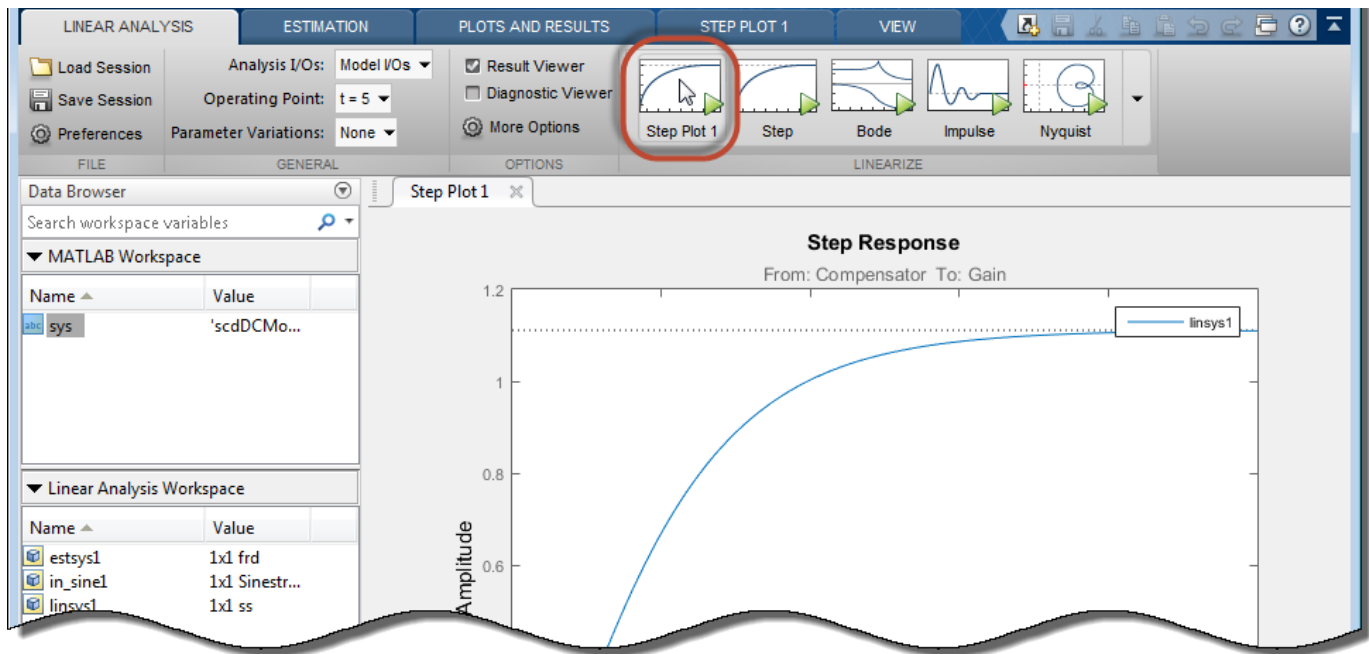 LINEAR ANALYSIS ESTIMATION PLOTS AND RESULTS STEP PLOT 1 VIEW
Load Session Analysis I/Os: Model I/Os Result Viewer
Save Session Operating Point: t = 5 Diagnostic Viewer
Preferences Parameter Variations: None More Options Step Plot 1 Step Bode Impulse Nyquist
FILE GENERAL OPTIONS LINEARIZE
Data Browser Step Plot 1
Search workspace variables
MATLAB Workspace
Name Value
sys 'scdDCMo...
Linear Analysis Workspace
Name Value
estsys1 1x1 frd
in_sine1 1x1 Sinestr...
linsys1 1x1 ss
Step Response
From: Compensator To: Gain
1.2
linsys1
1
0.8
0.6
Amplitude